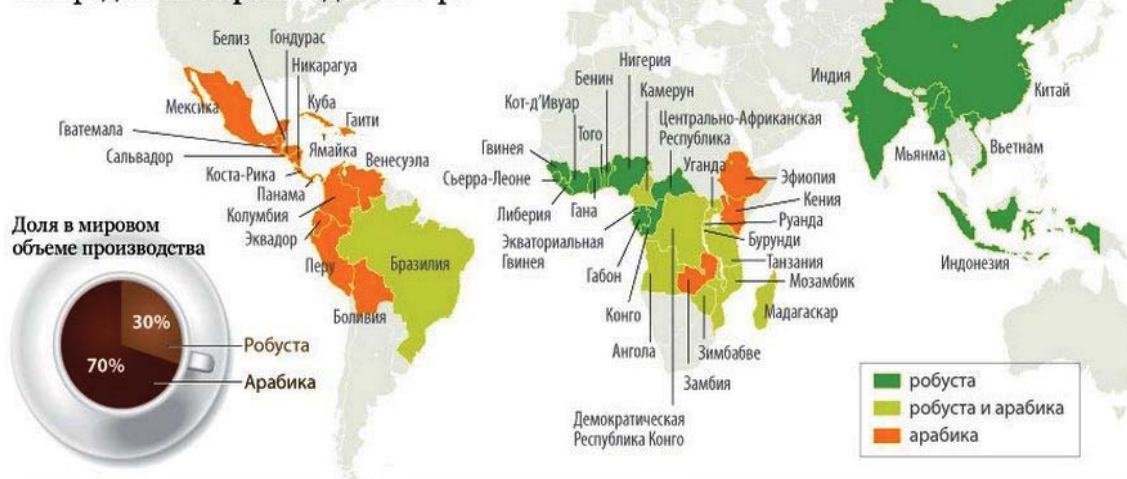 Белиз
Гондурас
Никарагуа
Мексика
Куба
Гаити
Гватемала
Сальвадор
Ямайка
Венесуэла
Коста-Рика
Панама
Колумбия
Эквадор
Перу
Бразилия
Боливия
Нигерия
Бенин
Камерун
Кот-д'Ивуар
Того
Центрально-Африканская
Республика
Гвинея
Уганда
Сьерра-Леоне
Либерия
Гана
Экваториальная
Гвинея
Габон
Конго
Ангола
Демократическая
Республика Конго
Эфиопия
Кения
Руанда
Бурунди
Танзания
Мозамбик
Мадагаскар
Зимбабве
Замбия
Индия
Китай
Мьянма
Вьетнам
Индонезия
Доля в мировом
объеме производства
30%
70%
Робуста
Арабика
робуста
робуста и арабика
арабика